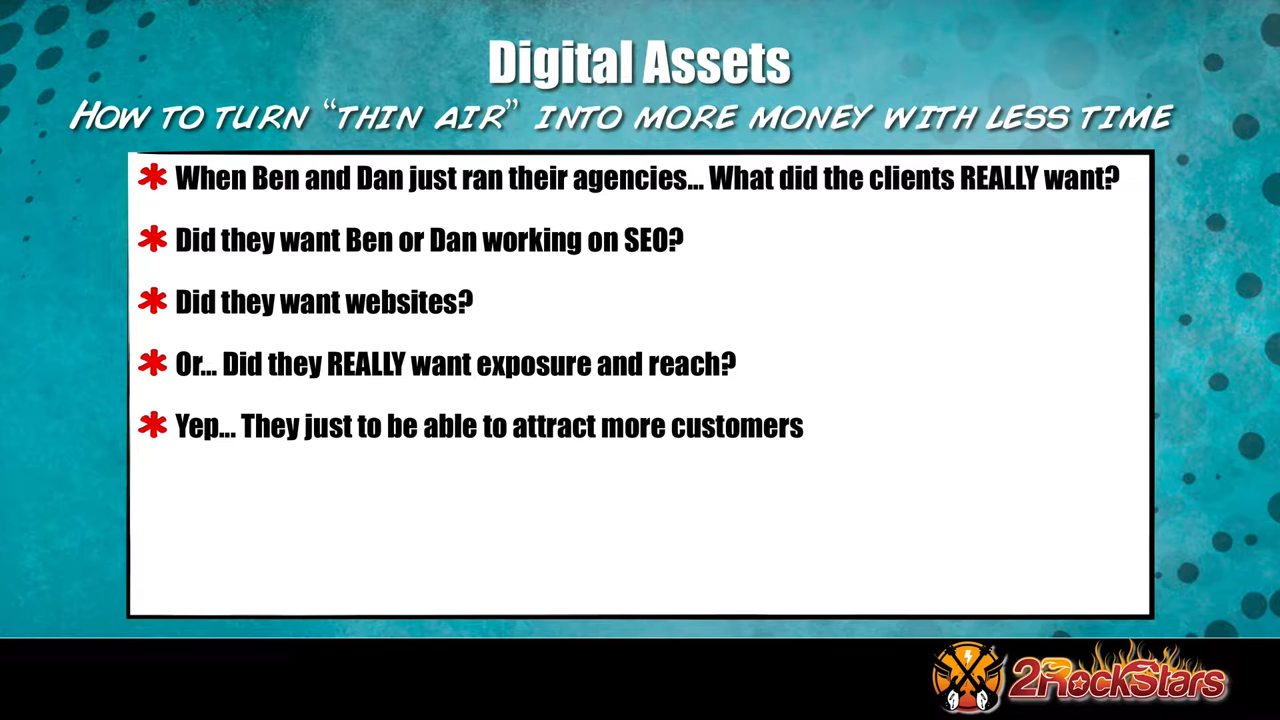 Digital Assets
How to turn “thin air” into more money with less time
When Ben and Dan just ran their agencies... What did the clients REALLY want?
Did they want Ben or Dan working on SEO?
Did they want websites?
Or... Did they REALLY want exposure and reach?
Yep... They just to be able to attract more customers
2RockStars